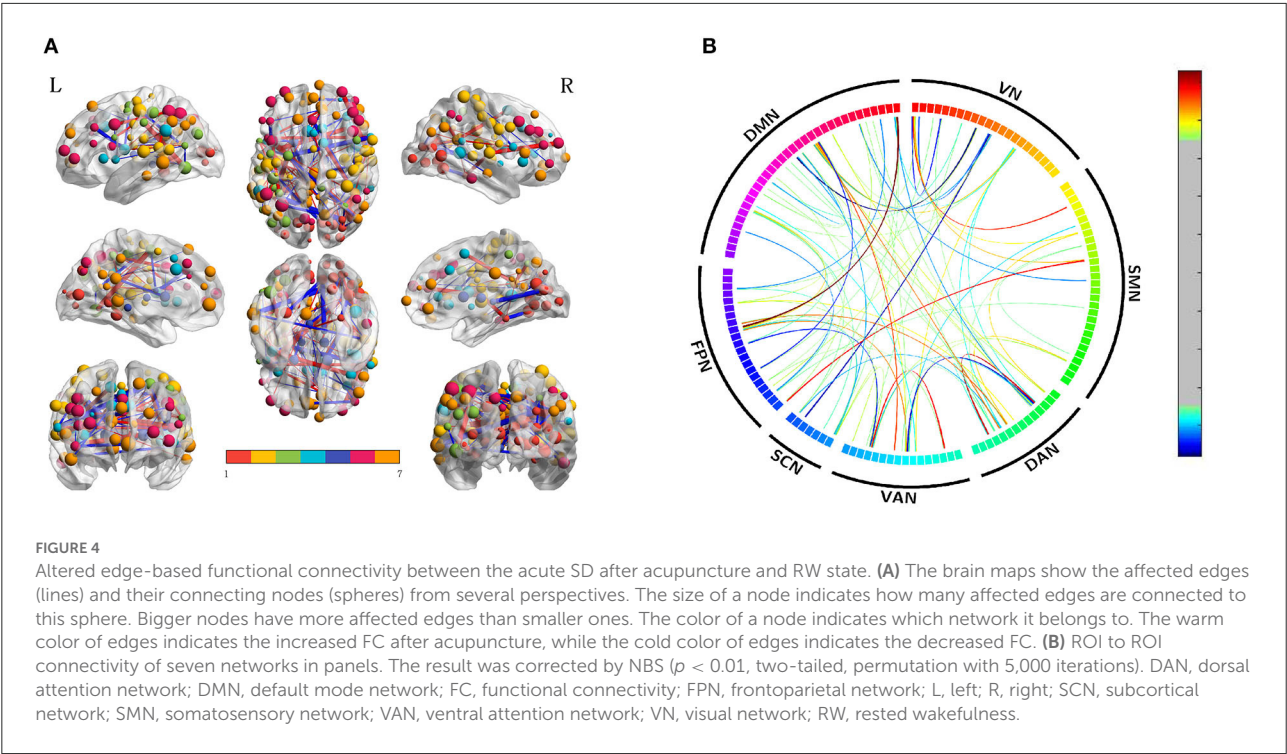 A
B
L
R
1
7
DMN
VN
SMN
FPN
SCN
VAN
DAN
FIGURE 4
Altered edge-based functional connectivity between the acute SD after acupuncture and RW state. (A) The brain maps show the affected edges
(lines) and their connecting nodes (spheres) from several perspectives. The size of a node indicates how many affected edges are connected to
this sphere. Bigger nodes have more affected edges than smaller ones. The color of a node indicates which network it belongs to. The warm
color of edges indicates the increased FC after acupuncture, while the cold color of edges indicates the decreased FC. (B) ROI to ROI
connectivity of seven networks in panels. The result was corrected by NBS (p < 0.01, two-tailed, permutation with 5,000 iterations). DAN, dorsal
attention network; DMN, default mode network; FC, functional connectivity; FPN, frontoparietal network; L, left; R, right; SCN, subcortical
network; SMN, somatosensory network; VAN, ventral attention network; VN, visual network; RW, rested wakefulness.